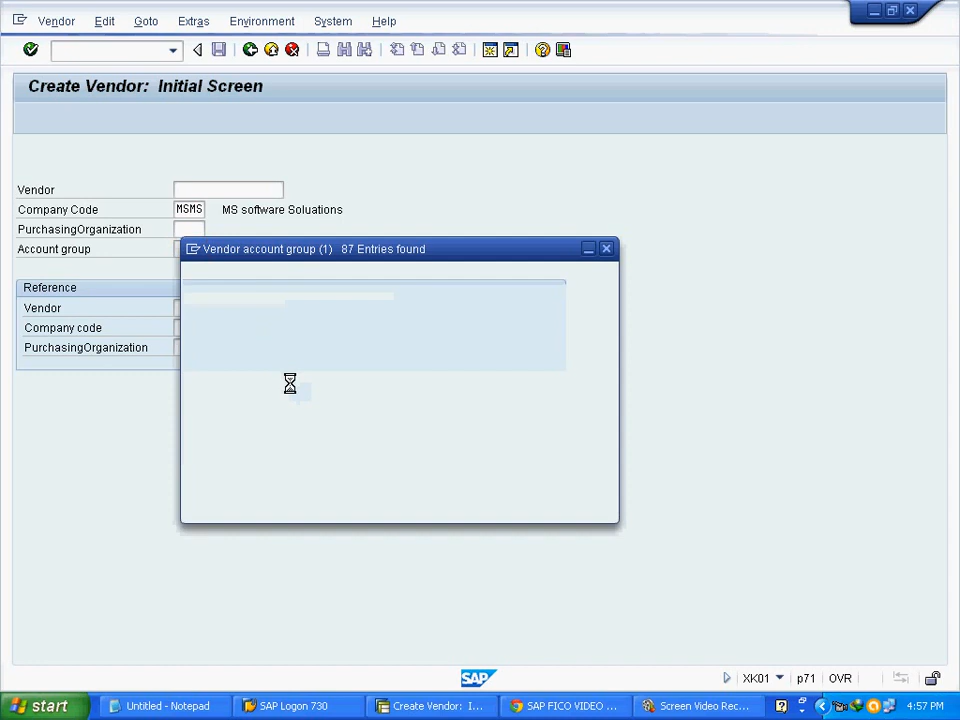 Vendor Edit Goto Extras Environment System Help
Create Vendor: Initial Screen
Vendor
Company Code MSMS MS software Soluations
PurchasingOrganization
Account group
Vendor account group (1) 87 Entries found
Reference
Vendor
Company code
PurchasingOrganization
SAP
XK01 p71 OVR
start Untitled - Notepad SAP Logon 730 Create Vendor: I... SAP FICO VIDEO ... Screen Video Rec... 4:57 PM